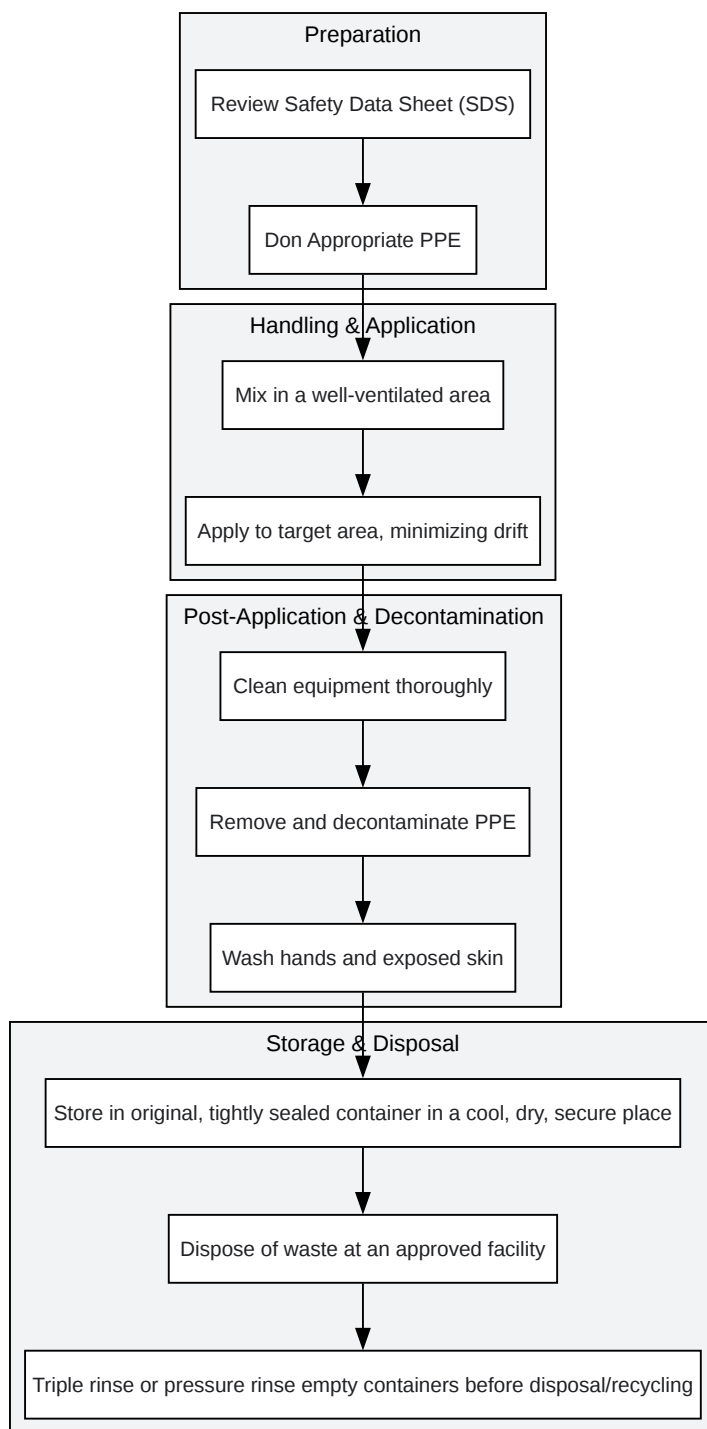 Preparation
Review Safety Data Sheet (SDS)
Don Appropriate PPE
Handling & Application
Mix in a well-ventilated area
Apply to target area, minimizing drift
Post-Application & Decontamination
Clean equipment thoroughly
Remove and decontaminate PPE
Wash hands and exposed skin
Storage & Disposal
Store in original, tightly sealed container in a cool, dry, secure place
Dispose of waste at an approved facility
Triple rinse or pressure rinse empty containers before disposal/recycling